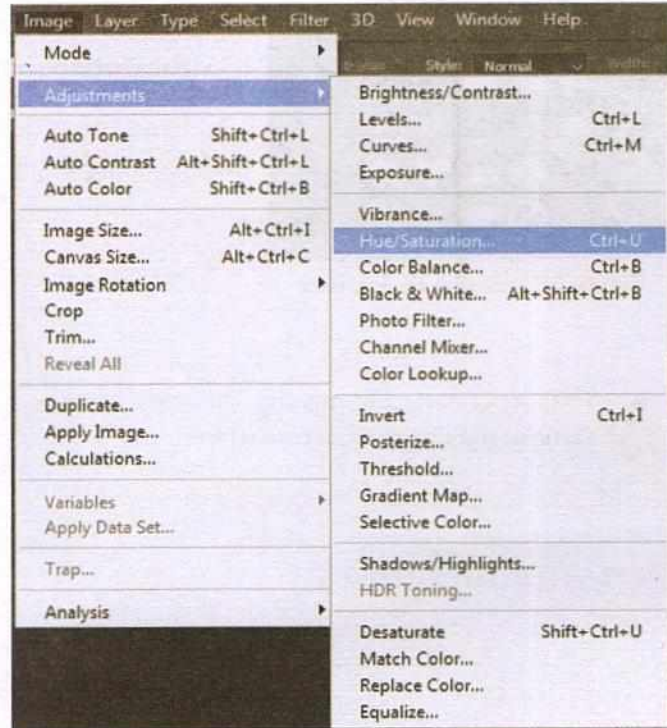 Image Layer Type Select Filter 3D View Window Help
Style: Normal
Mode
Adjustments
Auto Tone Shift+Ctrl+L
Auto Contrast Alt+Shift+Ctrl+L
Auto Color Shift+Ctrl+B
Image Size... Alt+Ctrl+I
Canvas Size... Alt+Ctrl+C
Image Rotation
Crop
Trim...
Reveal All
Duplicate...
Apply Image...
Calculations...
Variables
Apply Data Set...
Trap...
Analysis
Brightness/Contrast...
Levels... Ctrl+L
Curves... Ctrl+M
Exposure...
Vibrance...
Hue/Saturation... Ctrl+U
Color Balance... Ctrl+B
Black & White... Alt+Shift+Ctrl+B
Photo Filter...
Channel Mixer...
Color Lookup...
Invert Ctrl+I
Posterize...
Threshold...
Gradient Map...
Selective Color...
Shadows/Highlights...
HDR Toning...
Desaturate Shift+Ctrl+U
Match Color...
Replace Color...
Equalize...